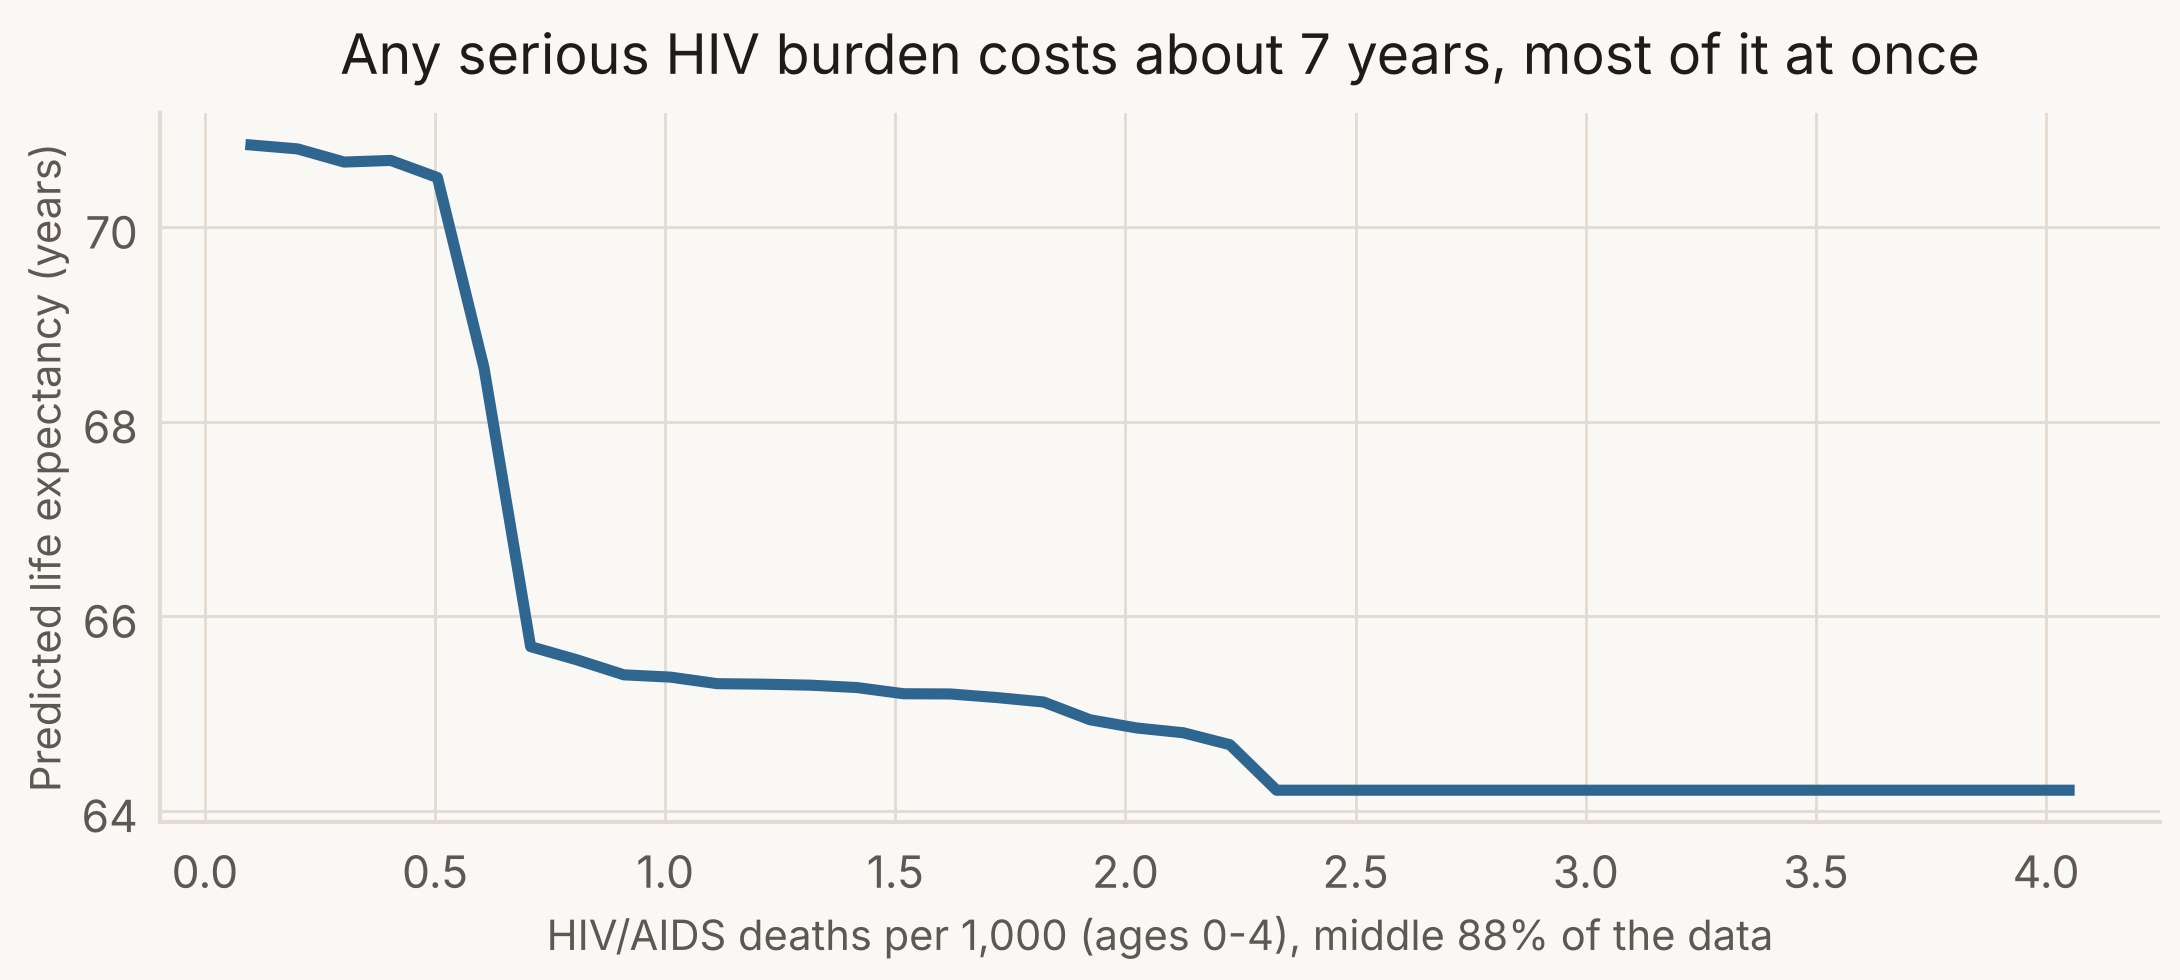 Any serious HIV burden costs about 7 years, most of it at once
Predicted life expectancy (years)
70
68
66
64
0.0 0.5 1.0 1.5 2.0 2.5 3.0 3.5 4.0
HIV/AIDS deaths per 1,000 (ages 0-4), middle 88% of the data